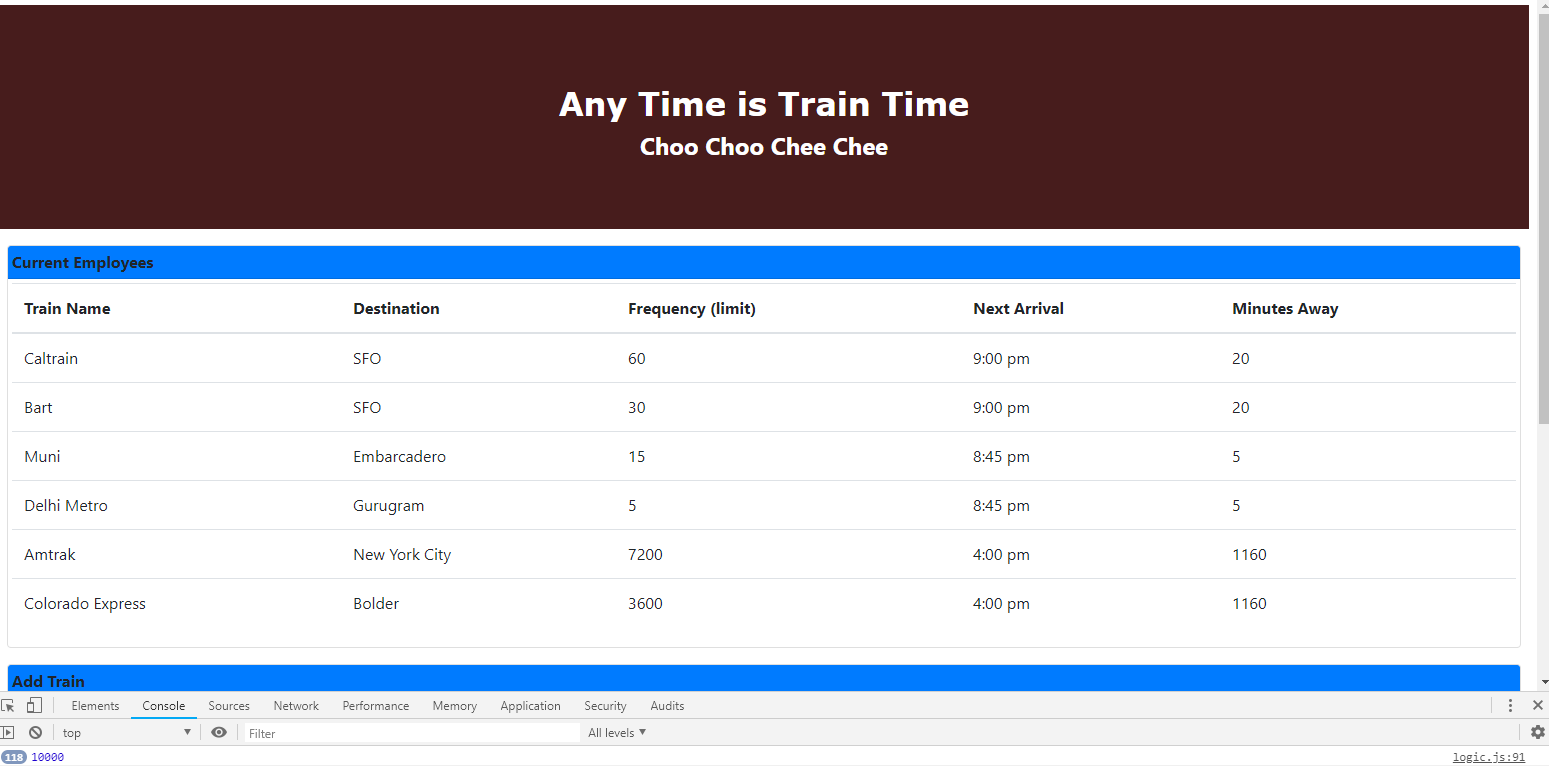 Any Time is Train Time
Choo Choo Chee Chee
Current Employees
Train Name Destination Frequency (limit) Next Arrival Minutes Away
Caltrain SFO 60 9:00 pm 20
Bart SFO 30 9:00 pm 20
Muni Embarcadero 15 8:45 pm 5
Delhi Metro Gurugram 5 8:45 pm 5
Amtrak New York City 7200 4:00 pm 1160
Colorado Express Bolder 3600 4:00 pm 1160
Add Train
Elements Console Sources Network Performance Memory Application Security Audits
top Filter All levels
118 10000 logic.js:91